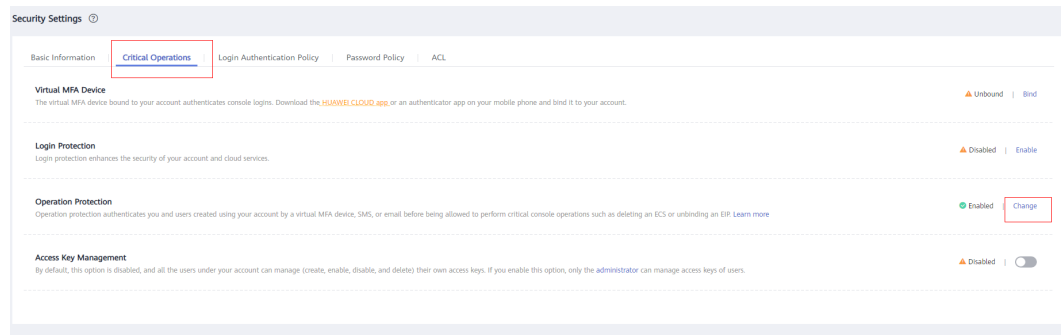 Security Settings ?
Basic Information | Critical Operations | Login Authentication Policy | Password Policy | ACL
Virtual MFA Device
The virtual MFA device bound to your account authenticates console logins. Download the HUAWEI CLOUD app or an authenticator app on your mobile phone and bind it to your account.
Unbound | Bind
Login Protection
Login protection enhances the security of your account and cloud services.
Disabled | Enable
Operation Protection
Operation protection authenticates you and users created using your account by a virtual MFA device, SMS, or email before being allowed to perform critical console operations such as deleting an ECS or unbinding an EIP. Learn more
Enabled | Change
Access Key Management
By default, this option is disabled, and all the users under your account can manage (create, enable, disable, and delete) their own access keys. If you enable this option, only the administrator can manage access keys of users.
Disabled |